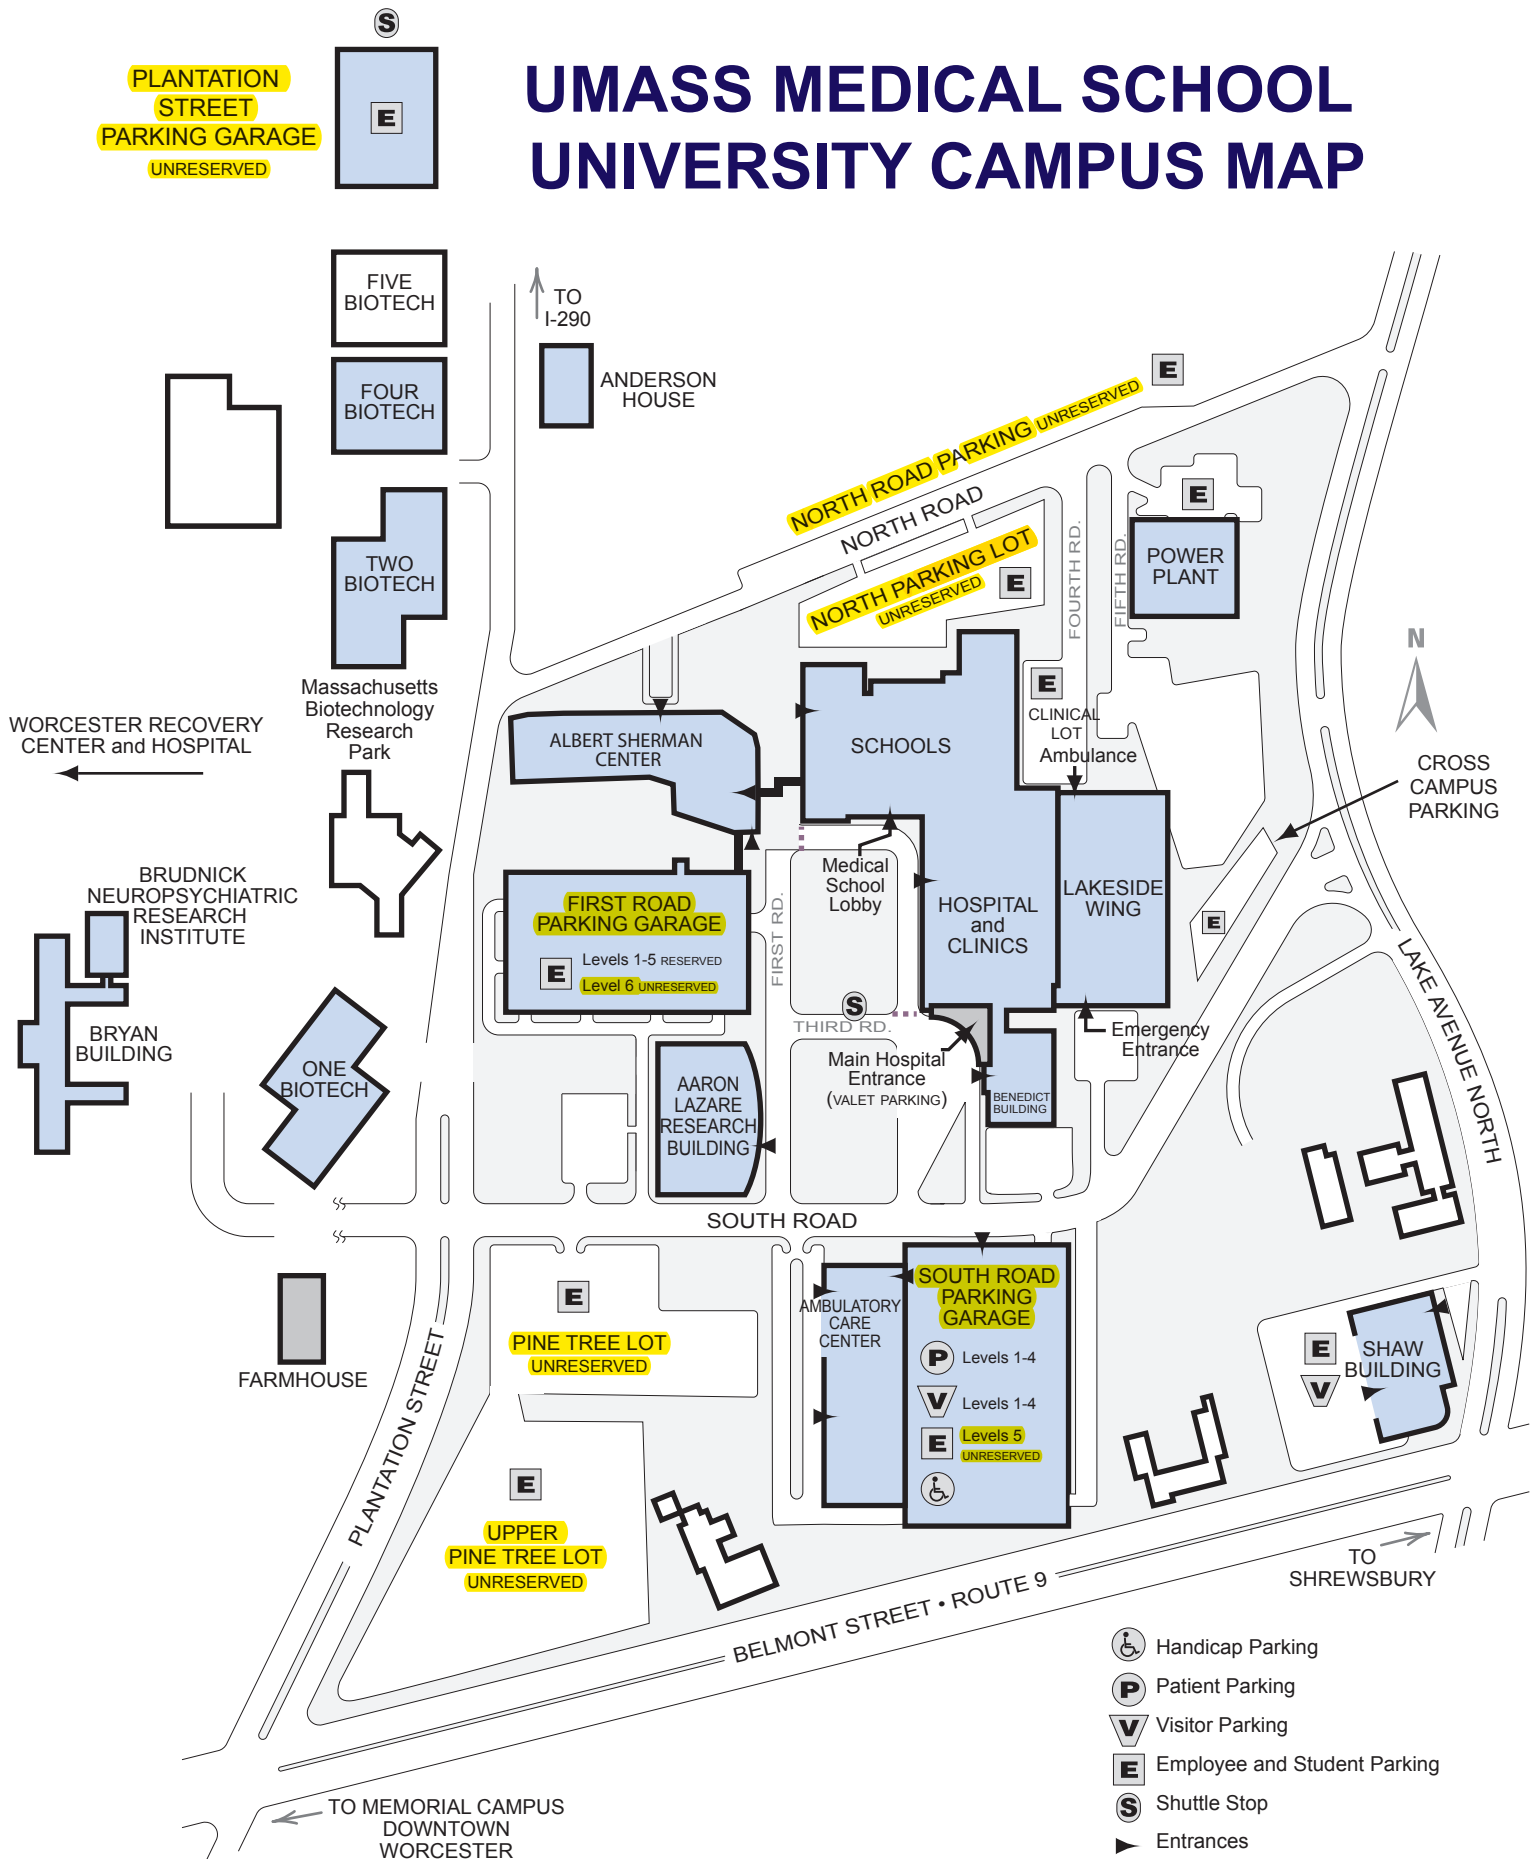 S
PLANTATION
STREET
PARKING GARAGE
UNRESERVED
E
UMASS MEDICAL SCHOOL
UNIVERSITY CAMPUS MAP
FIVE
BIOTECH
TO
I-290
FOUR
BIOTECH
ANDERSON
HOUSE
E
NORTH ROAD PARKING UNRESERVED
NORTH ROAD
NORTH PARKING LOT
UNRESERVED
E
FOURTH RD.
FIFTH RD.
E
POWER
PLANT
TWO
BIOTECH
Massachusetts
Biotechnology
Research
Park
WORCESTER RECOVERY
CENTER and HOSPITAL
ALBERT SHERMAN
CENTER
SCHOOLS
E
CLINICAL
LOT
Ambulance
N
CROSS
CAMPUS
PARKING
BRUDNICK
NEUROPSYCHIATRIC
RESEARCH
INSTITUTE
BRYAN
BUILDING
ONE
BIOTECH
FIRST ROAD
PARKING GARAGE
E
Levels 1-5 RESERVED
Level 6 UNRESERVED
FIRST RD.
Medical
School
Lobby
HOSPITAL
and
CLINICS
LAKESIDE
WING
E
LAKE AVENUE NORTH
S
THIRD RD.
Main Hospital
Entrance
(VALET PARKING)
Emergency
Entrance
BENEDICT
BUILDING
AARON
LAZARE
RESEARCH
BUILDING
SOUTH ROAD
FARMHOUSE
PLANTATION STREET
E
PINE TREE LOT
UNRESERVED
AMBULATORY
CARE
CENTER
SOUTH ROAD
PARKING
GARAGE
P Levels 1-4
V Levels 1-4
E Levels 5
UNRESERVED
E
V
SHAW
BUILDING
E
UPPER
PINE TREE LOT
UNRESERVED
BELMONT STREET • ROUTE 9
TO
SHREWSBURY
Handicap Parking
P Patient Parking
V Visitor Parking
E Employee and Student Parking
S Shuttle Stop
Entrances
TO MEMORIAL CAMPUS
DOWNTOWN
WORCESTER